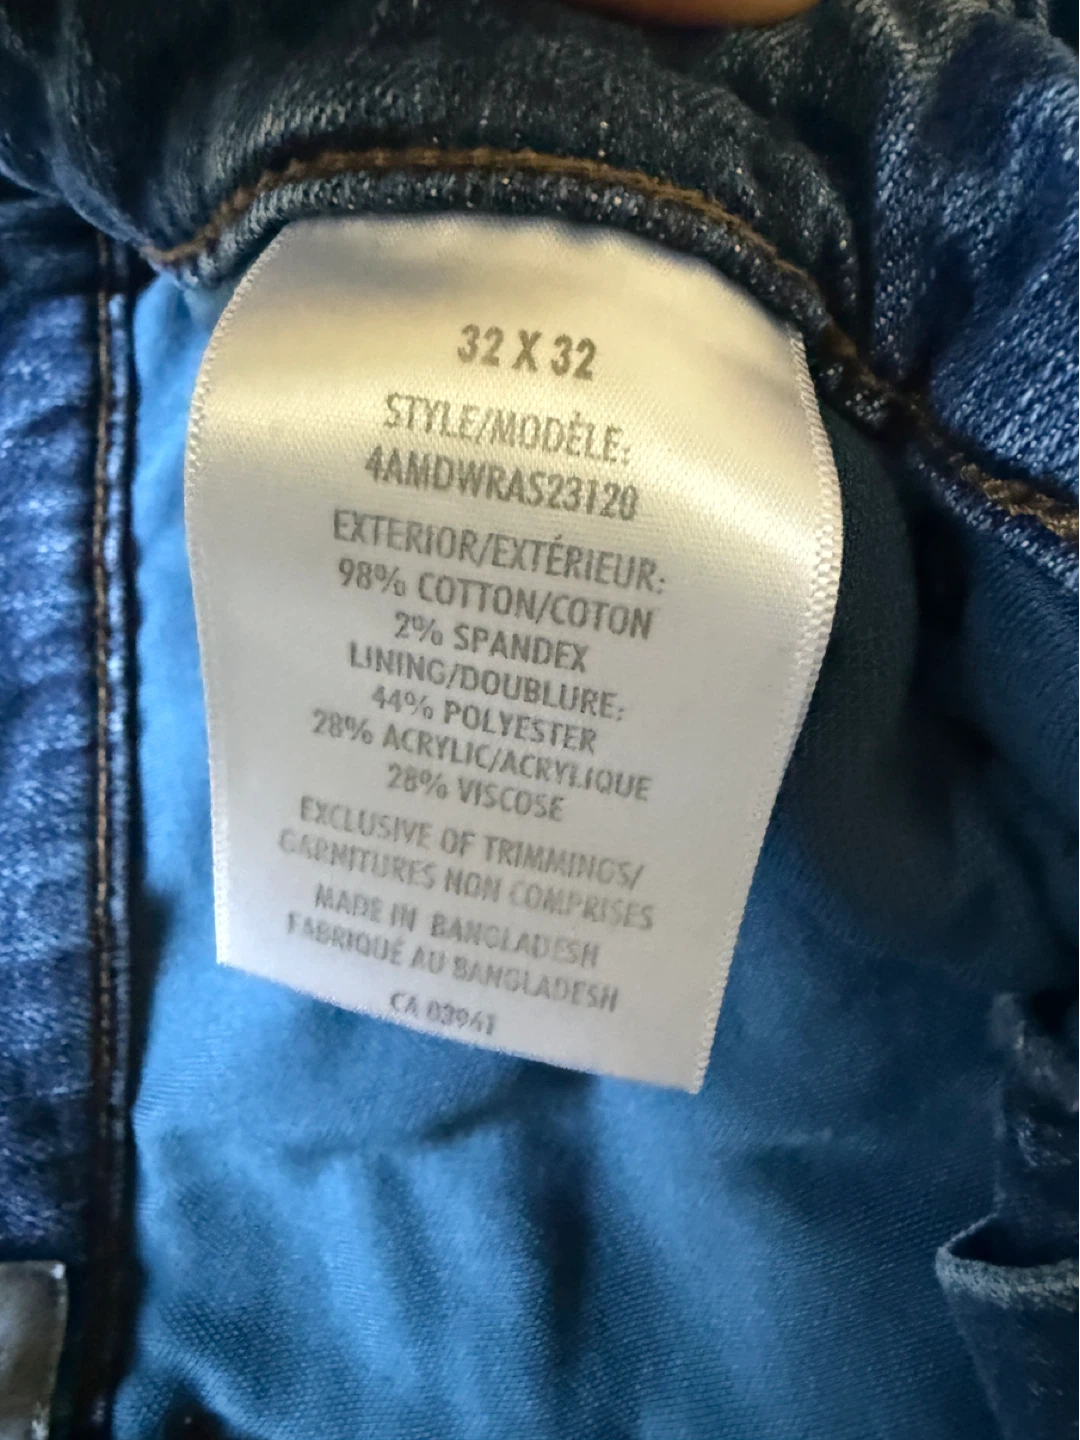 32 X 32
STYLE/MODÈLE:
4AMDWRAS23120
EXTERIOR/EXTÉRIEUR:
98% COTTON/COTON
2% SPANDEX
LINING/DOUBLURE:
44% POLYESTER
28% ACRYLIC/ACRYLIQUE
28% VISCOSE
EXCLUSIVE OF TRIMMINGS/
GARNITURES NON COMPRISES
MADE IN BANGLADESH
FABRIQUÉ AU BANGLADESH
CA 03941